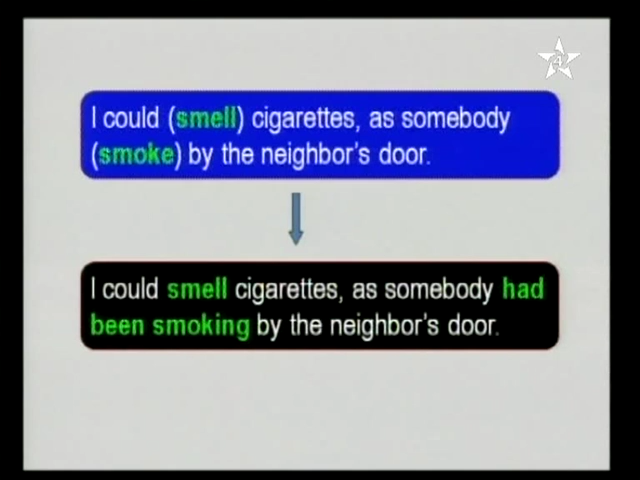 4
I could (smell) cigarettes, as somebody
(smoke) by the neighbor's door.
I could smell cigarettes, as somebody had
been smoking by the neighbor's door.